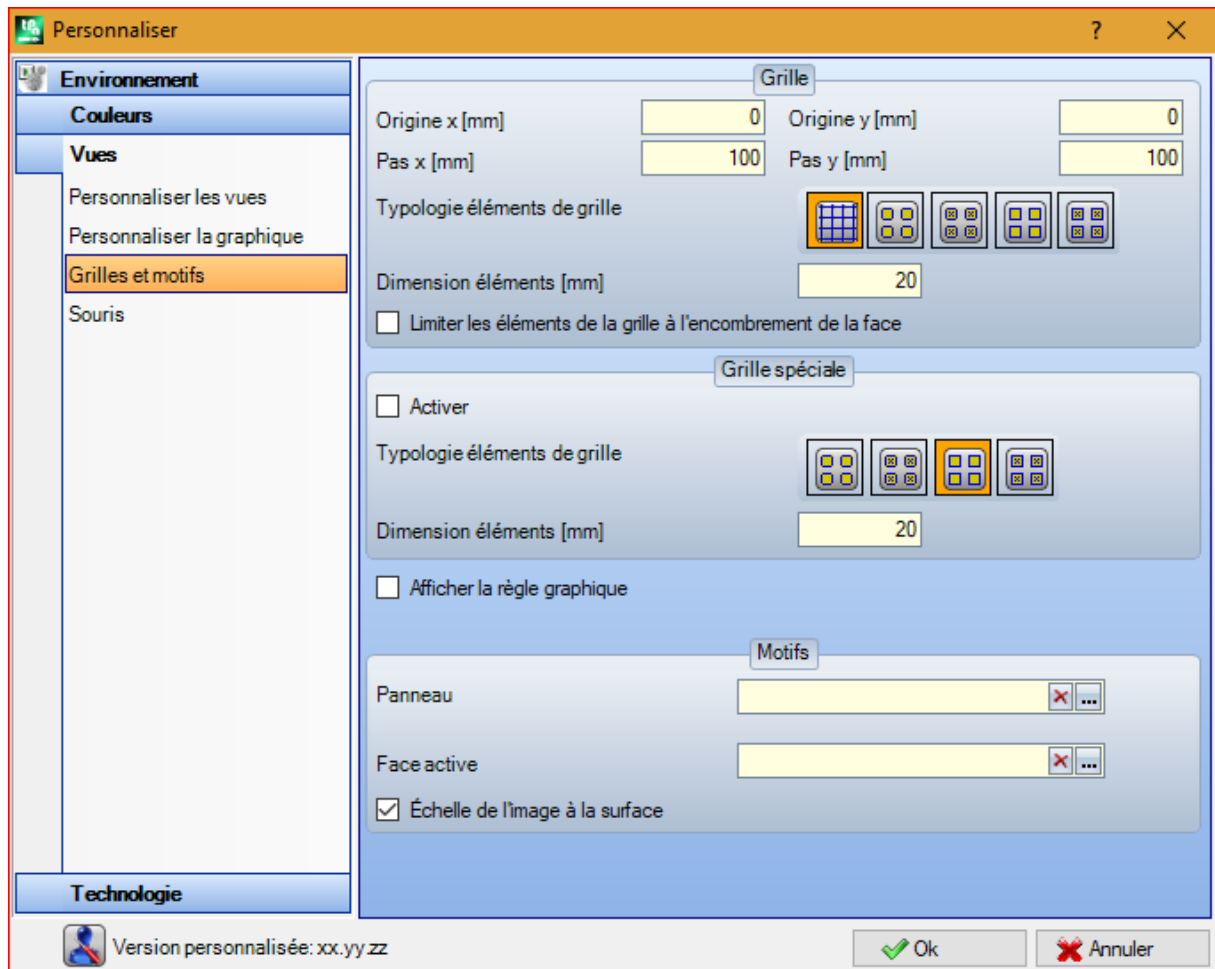 Personnaliser ?
Environnement
Couleurs
Vues
Personnaliser les vues
Personnaliser la graphique
Grilles et motifs
Souris
Technologie
Grille
Origine x [mm] 0 Origine y [mm] 0
Pas x [mm] 100 Pas y [mm] 100
Typologie éléments de grille
Dimension éléments [mm] 20
Limiter les éléments de la grille à l'encombrement de la face
Grille spéciale
Activer
Typologie éléments de grille
Dimension éléments [mm] 20
Afficher la règle graphique
Motifs
Panneau ...
Face active ...
Échelle de l'image à la surface
Version personnalisée: xx.yy.zz
Ok Annuler